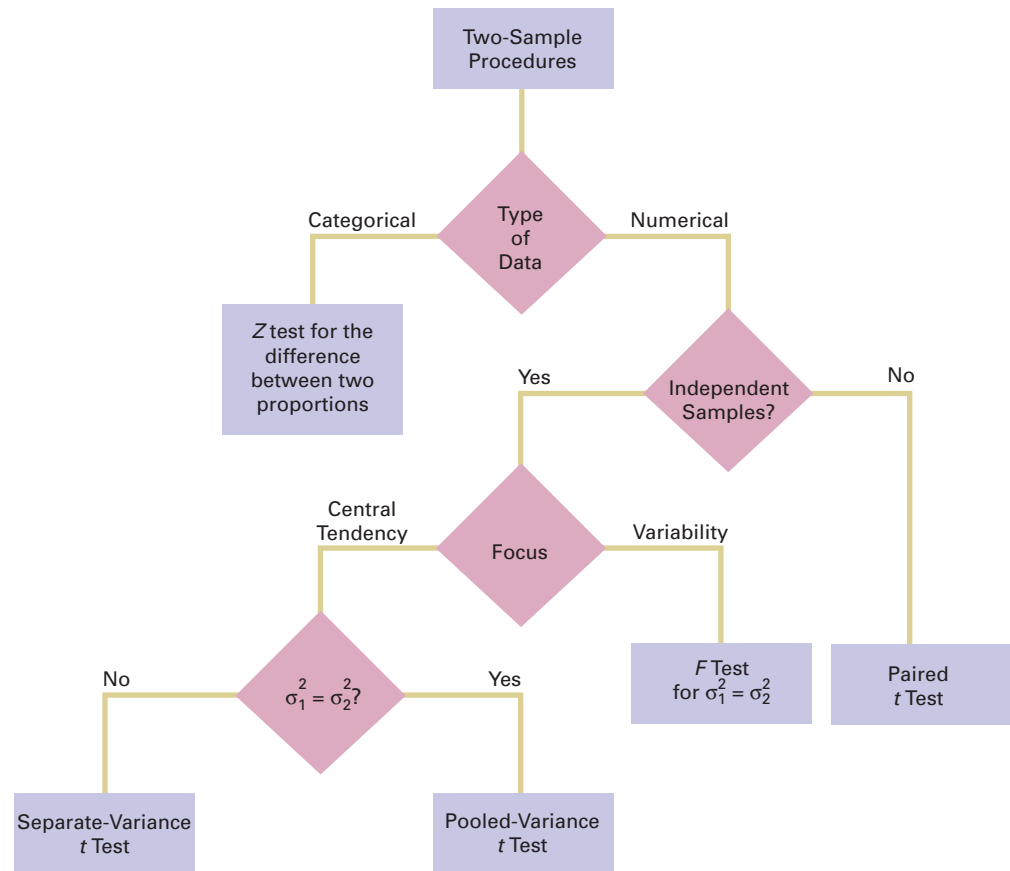 Two-Sample
Procedures
Categorical
Type
of
Data
Numerical
Z test for the
difference
between two
proportions
Yes
Independent
Samples?
No
Central
Tendency
Focus
Variability
No
σ₁² = σ₂²?
Yes
F Test
for σ₁² = σ₂²
Paired
t Test
Separate-Variance
t Test
Pooled-Variance
t Test